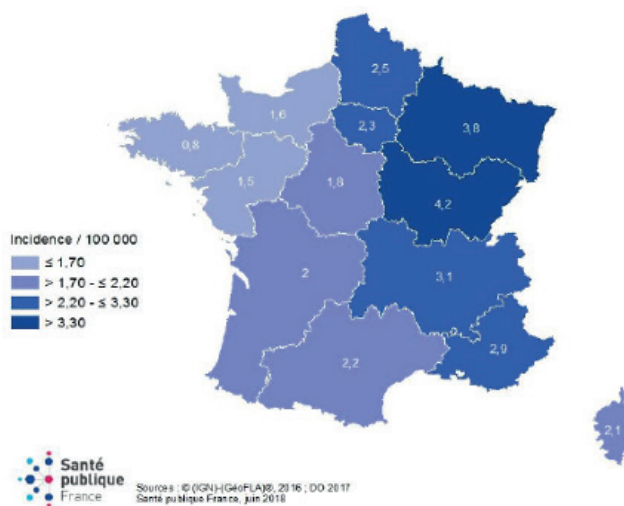 2,5
1,6
2,3
3,8
0,8
1,5
1,8
4,2
Incidence / 100 000
≤ 1,70
> 1,70 - ≤ 2,20
> 2,20 - ≤ 3,30
> 3,30
2
3,1
2,2
2,9
2,1
Santé
publique
France
Sources : © (IGN)-(GéoFLA)®, 2016 ; DO 2017
Santé publique France, juin 2018